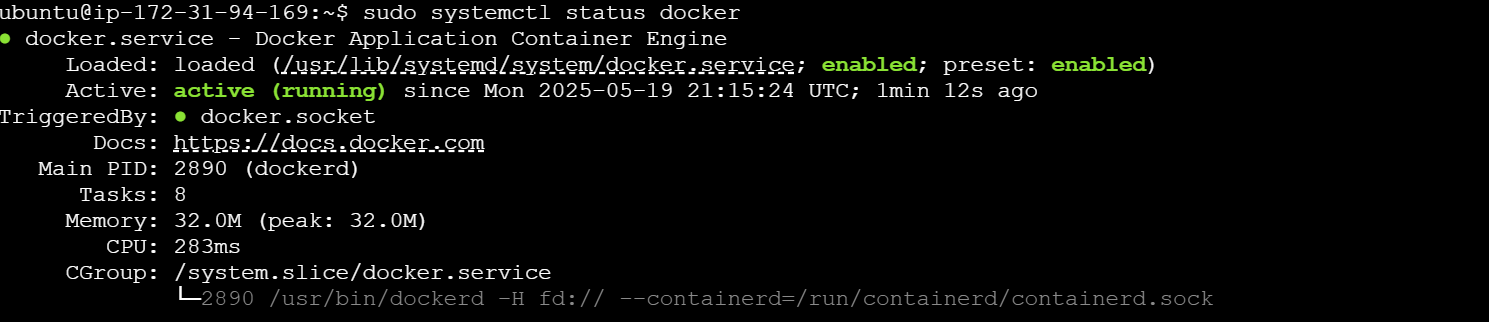 ubuntu@ip-172-31-94-169:~$ sudo systemctl status docker
● docker.service - Docker Application Container Engine
     Loaded: loaded (/usr/lib/systemd/system/docker.service; enabled; preset: enabled)
     Active: active (running) since Mon 2025-05-19 21:15:24 UTC; 1min 12s ago
TriggeredBy: ● docker.socket
       Docs: https://docs.docker.com
   Main PID: 2890 (dockerd)
      Tasks: 8
     Memory: 32.0M (peak: 32.0M)
        CPU: 283ms
     CGroup: /system.slice/docker.service
             └─2890 /usr/bin/dockerd -H fd:// --containerd=/run/containerd/containerd.sock